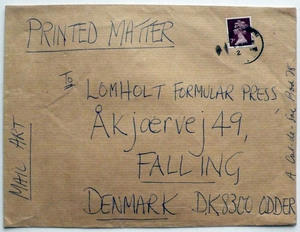 PRINTED MATTER
To
LOMHOLT FORMULAR PRESS
Åkjærvej 49,
FALLING
DENMARK DK8300 ODDER
MAIL ART